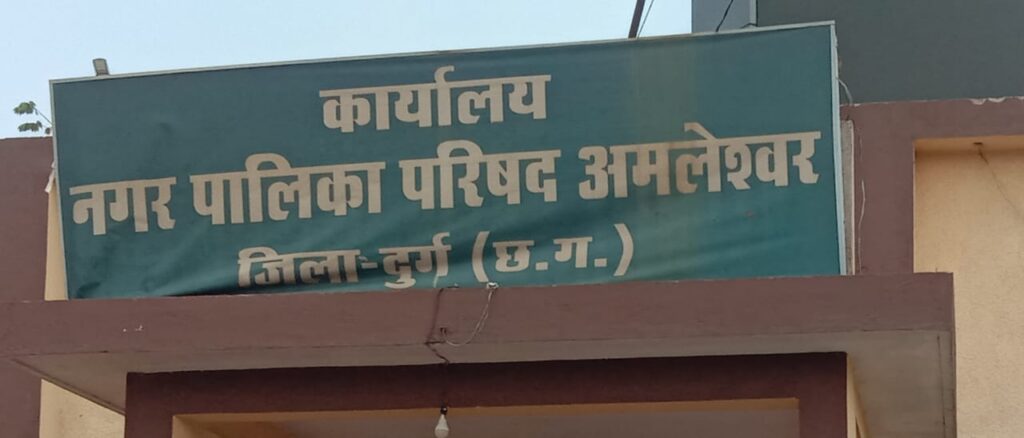 कार्यालय
नगर पालिका परिषद अमलेश्वर
जिला-दुर्ग (छ.ग.)